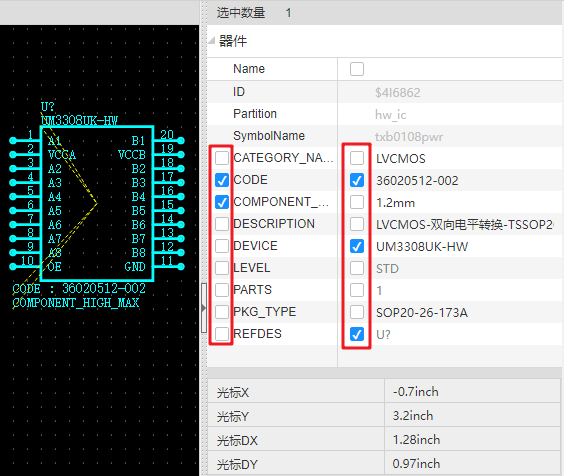 选中数量 1
器件
Name
ID $4I6862
Partition hw_ic
SymbolName txb0108pwr
CATEGORY_NA... LVCMOS
CODE 36020512-002
COMPONENT_... 1.2mm
DESCRIPTION LVCMOS-双向电平转换-TSSOP2
DEVICE UM3308UK-HW
LEVEL STD
PARTS 1
PKG_TYPE SOP20-26-173A
REFDES U?
光标X -0.7inch
光标Y 3.2inch
光标DX 1.28inch
光标DY 0.97inch
U?
UM3308UK-HW
1 A1 B1 20
2 VCCA VCCB 19
3 A2 B2 18
4 A3 B3 17
5 A4 B4 16
6 A5 B5 15
7 A6 B6 14
8 A7 B7 13
9 A8 B8 12
10 OE GND 11
CODE : 36020512-002
COMPONENT_HIGH_MAX